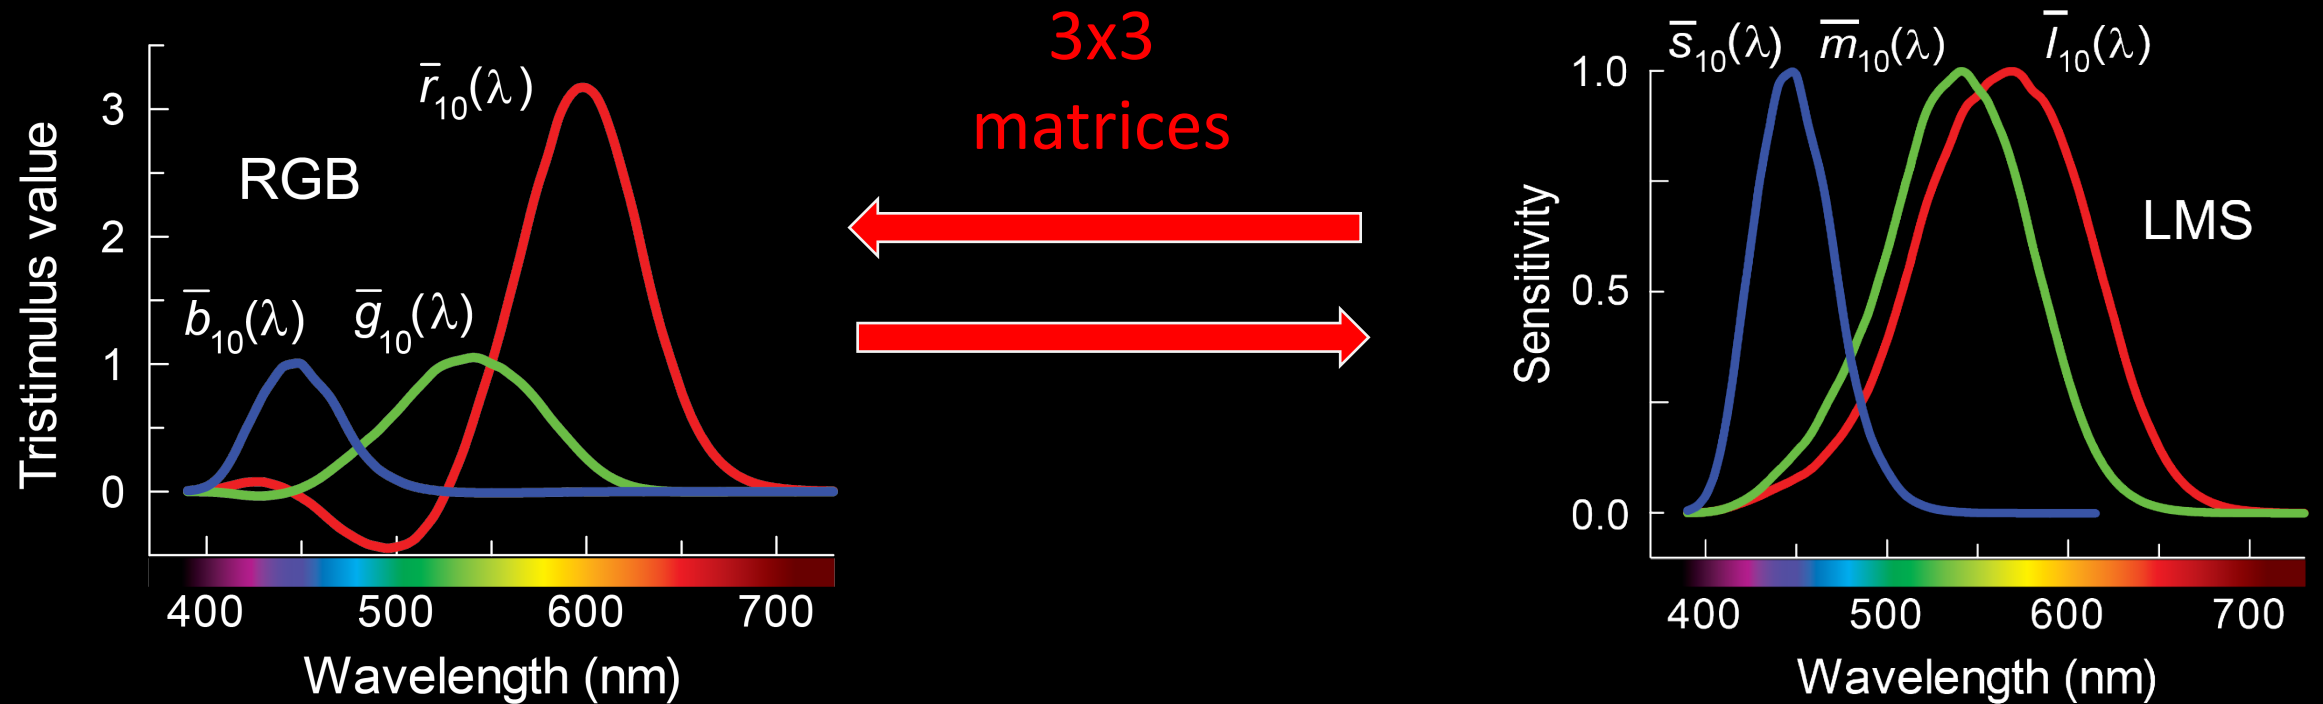 3x3
matrices
RGB
r̅₁₀(λ)
b̅₁₀(λ)
g̅₁₀(λ)
Tristimulus value
3
2
1
0
400 500 600 700
Wavelength (nm)
s̅₁₀(λ) m̅₁₀(λ) l̅₁₀(λ)
LMS
Sensitivity
1.0
0.5
0.0
400 500 600 700
Wavelength (nm)